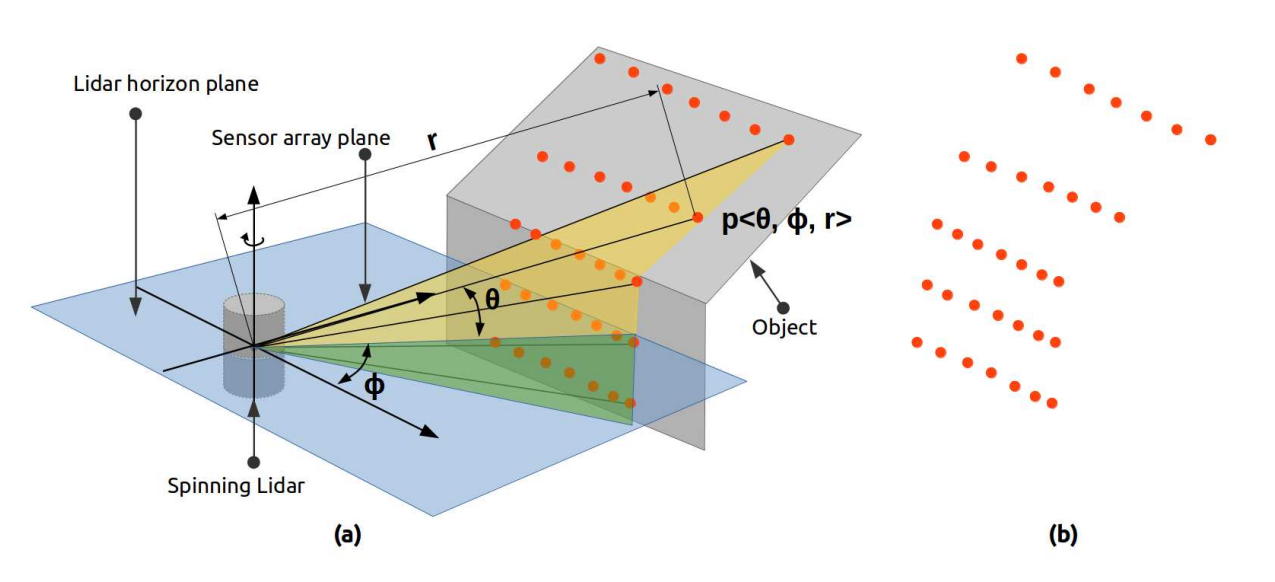 Lidar horizon plane
Sensor array plane
r
p<θ, ϕ, r>
θ
Object
ϕ
Spinning Lidar
(a)
(b)